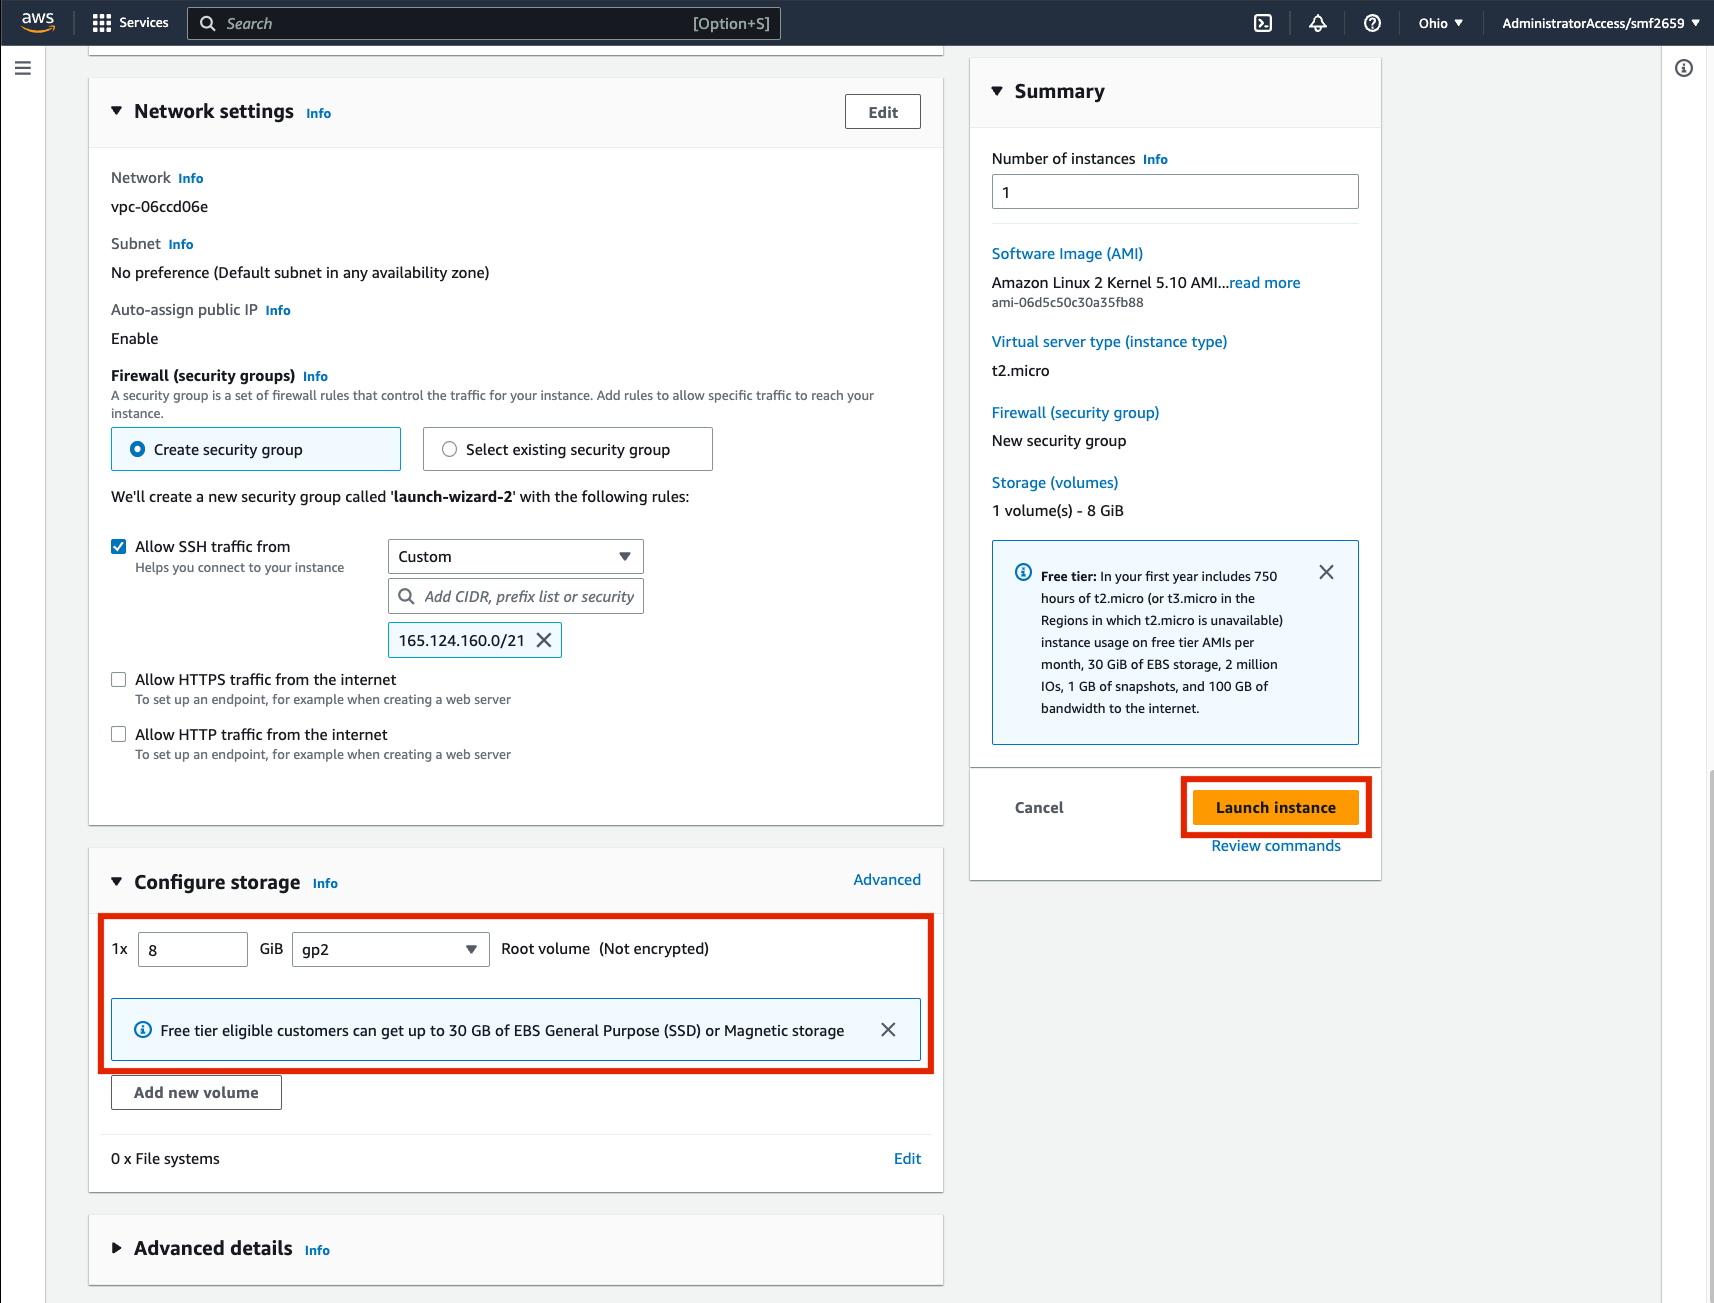 aws
Services
Search
[Option+S]
Ohio
AdministratorAccess/smf2659
Network settings Info
Edit
Network Info
vpc-06ccd06e
Subnet Info
No preference (Default subnet in any availability zone)
Auto-assign public IP Info
Enable
Firewall (security groups) Info
A security group is a set of firewall rules that control the traffic for your instance. Add rules to allow specific traffic to reach your
instance.
Create security group
Select existing security group
We'll create a new security group called 'launch-wizard-2' with the following rules:
Allow SSH traffic from
Helps you connect to your instance
Custom
Add CIDR, prefix list or security
165.124.160.0/21
Allow HTTPS traffic from the internet
To set up an endpoint, for example when creating a web server
Allow HTTP traffic from the internet
To set up an endpoint, for example when creating a web server
Configure storage Info
Advanced
1x
8
GiB
gp2
Root volume (Not encrypted)
Free tier eligible customers can get up to 30 GB of EBS General Purpose (SSD) or Magnetic storage
Add new volume
0 x File systems
Edit
Advanced details Info
Summary
Number of instances Info
1
Software Image (AMI)
Amazon Linux 2 Kernel 5.10 AMI...read more
ami-06d5c50c30a35fb88
Virtual server type (instance type)
t2.micro
Firewall (security group)
New security group
Storage (volumes)
1 volume(s) - 8 GiB
Free tier: In your first year includes 750
hours of t2.micro (or t3.micro in the
Regions in which t2.micro is unavailable)
instance usage on free tier AMIs per
month, 30 GiB of EBS storage, 2 million
IOs, 1 GB of snapshots, and 100 GB of
bandwidth to the internet.
Cancel
Launch instance
Review commands